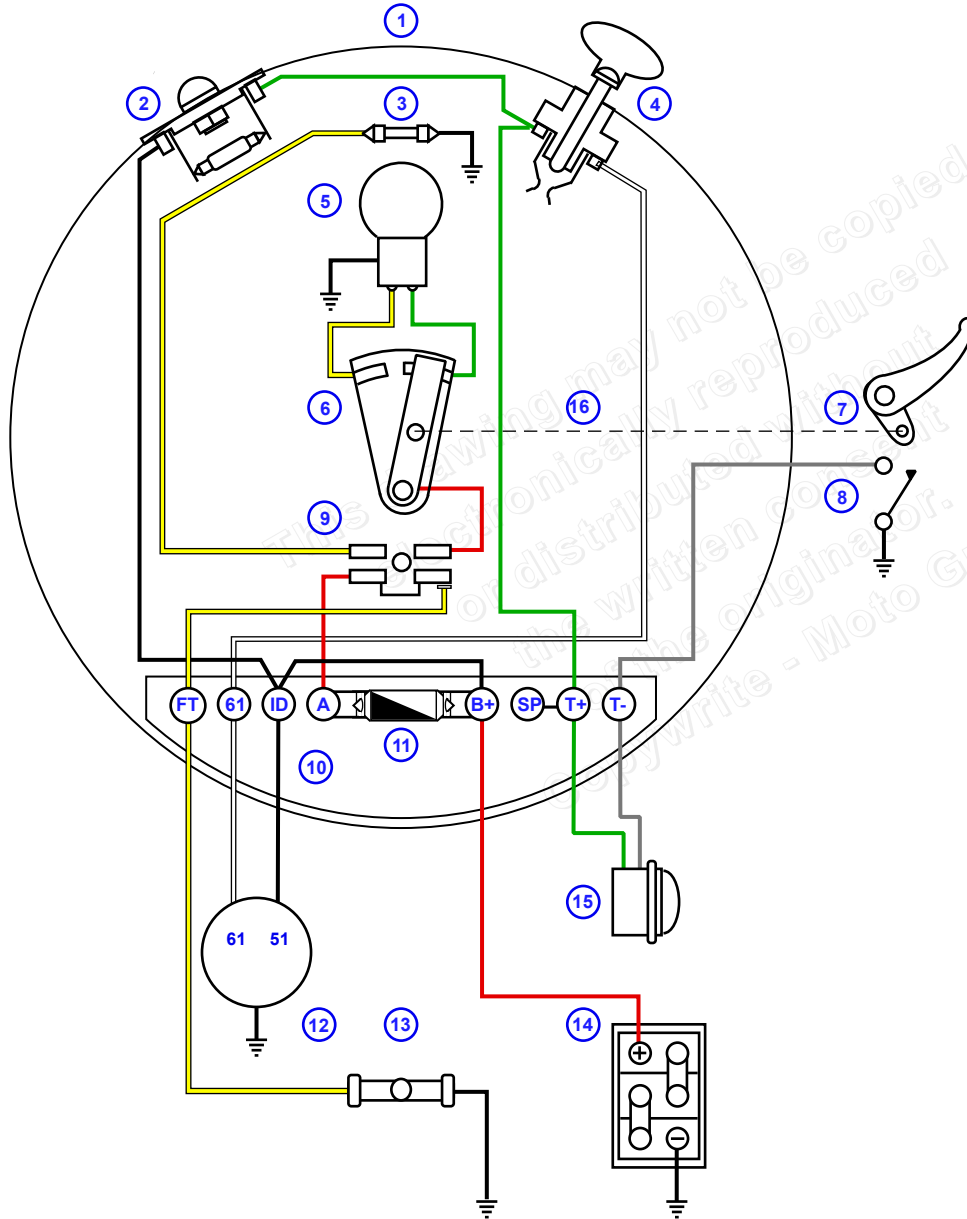 1
2
3
4
5
6
16
7
8
9
FT
61
ID
A
B+
SP
T+
T-
11
10
15
61
51
12
13
14
This drawing may not be copied
electronically reproduced
or distributed without
the written consent
of the originator.
Copywrite - Moto G